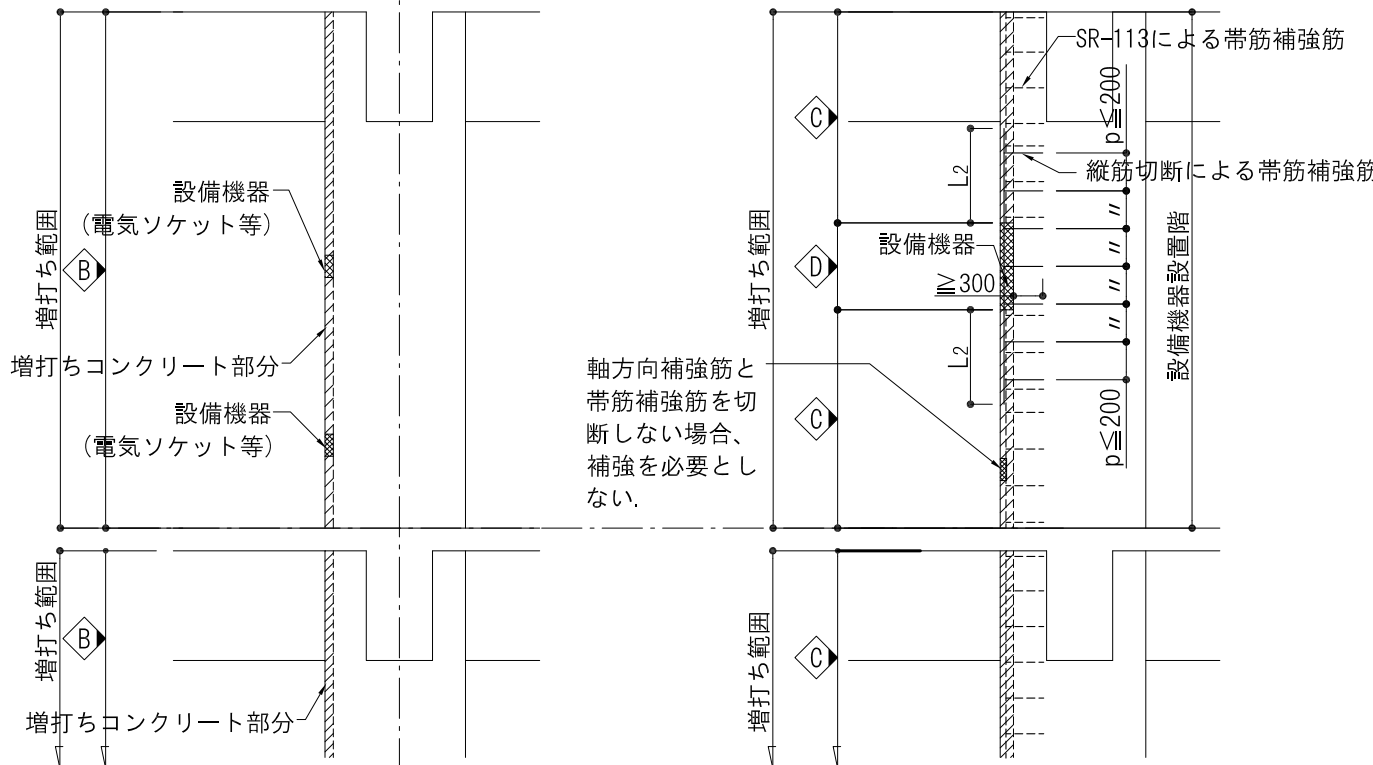 設備機器
(電気ソケット等)
増打ち範囲
B
増打ちコンクリート部分
設備機器
(電気ソケット等)
増打ち範囲
B
増打ちコンクリート部分
SR-113による帯筋補強筋
p≦200
縦筋切断による帯筋補強筋
C
L2
〃
〃
〃
〃
設備機器
≧300
D
増打ち範囲
設備機器設置階
L2
軸方向補強筋と
帯筋補強筋を切
断しない場合、
補強を必要とし
ない.
C
p≦200
増打ち範囲
C